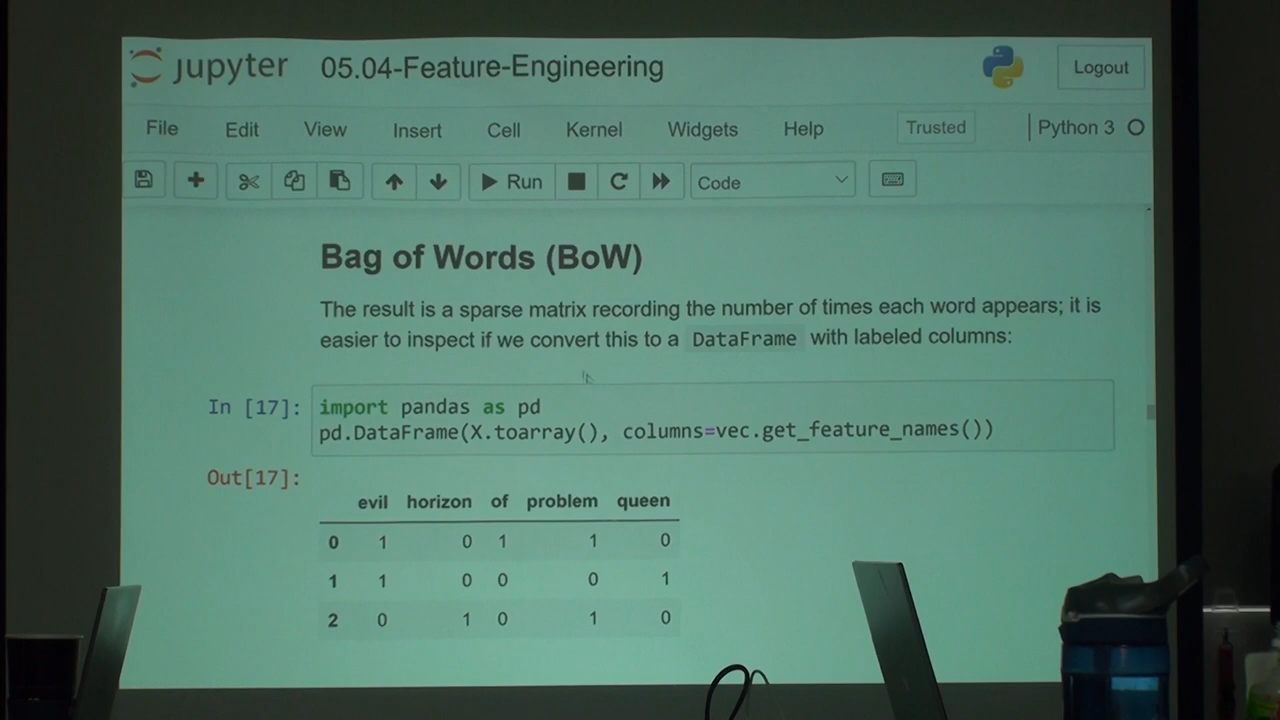 jupyter 05.04-Feature-Engineering Logout
File Edit View Insert Cell Kernel Widgets Help Trusted Python 3
Run Code
Bag of Words (BoW)
The result is a sparse matrix recording the number of times each word appears; it is
easier to inspect if we convert this to a DataFrame with labeled columns:
In [17]: import pandas as pd
pd.DataFrame(X.toarray(), columns=vec.get_feature_names())
Out[17]:
evil horizon of problem queen
0 1 0 1 1 0
1 1 0 0 0 1
2 0 1 0 1 0